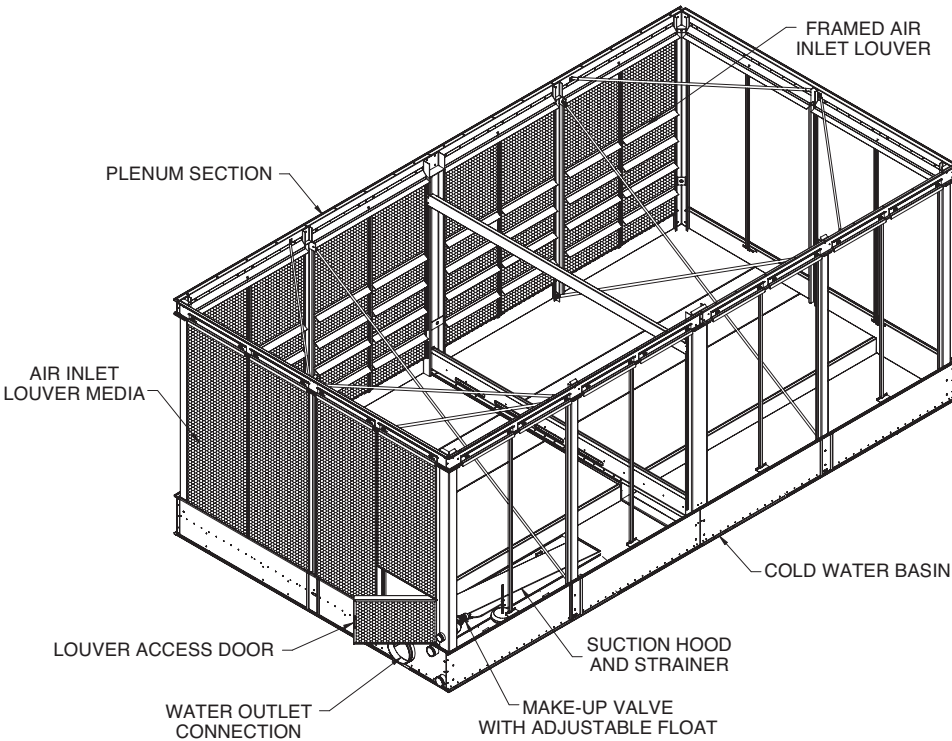 FRAMED AIR
INLET LOUVER
PLENUM SECTION
AIR INLET
LOUVER MEDIA
COLD WATER BASIN
LOUVER ACCESS DOOR
SUCTION HOOD
AND STRAINER
WATER OUTLET
CONNECTION
MAKE-UP VALVE
WITH ADJUSTABLE FLOAT